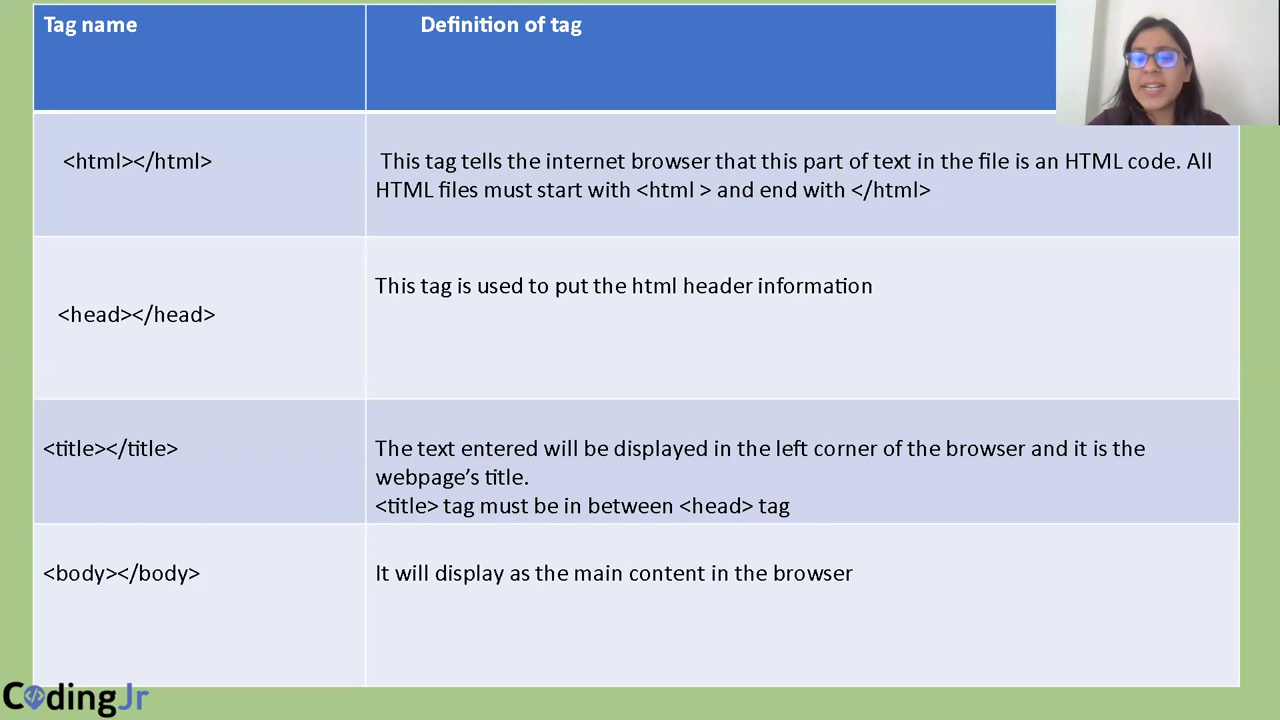 Tag name
Definition of tag
<html></html>
This tag tells the internet browser that this part of text in the file is an HTML code. All
HTML files must start with <html > and end with </html>
<head></head>
This tag is used to put the html header information
<title></title>
The text entered will be displayed in the left corner of the browser and it is the
webpage’s title.
<title> tag must be in between <head> tag
<body></body>
It will display as the main content in the browser
CodingJr